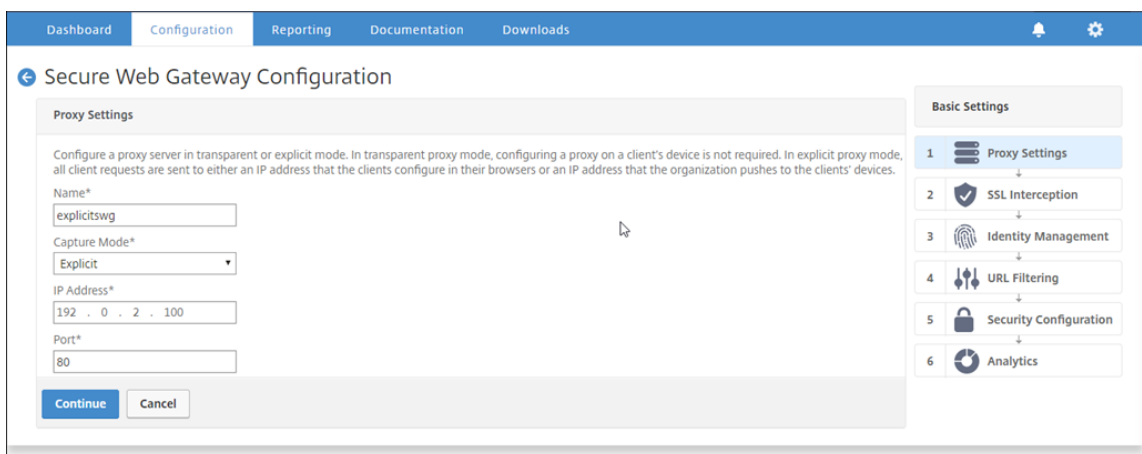 Dashboard
Configuration
Reporting
Documentation
Downloads
Secure Web Gateway Configuration
Proxy Settings
Configure a proxy server in transparent or explicit mode. In transparent proxy mode, configuring a proxy on a client's device is not required. In explicit proxy mode,
all client requests are sent to either an IP address that the clients configure in their browsers or an IP address that the organization pushes to the clients' devices.
Name*
explicitswg
Capture Mode*
Explicit
IP Address*
192 . 0 . 2 . 100
Port*
80
Continue
Cancel
Basic Settings
1 Proxy Settings
2 SSL Interception
3 Identity Management
4 URL Filtering
5 Security Configuration
6 Analytics